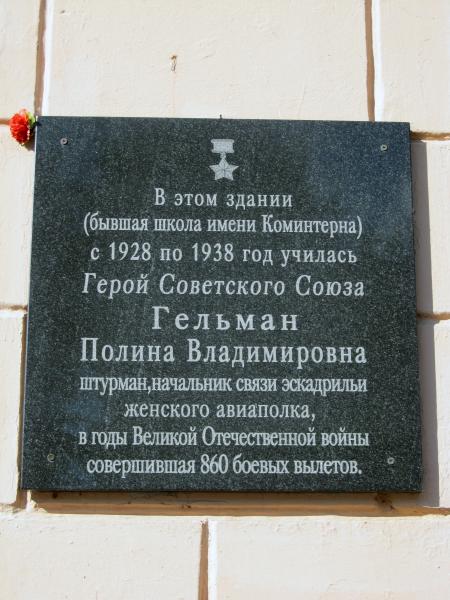 В этом здании
(бывшая школа имени Коминтерна)
с 1928 по 1938 год училась
Герой Советского Союза
Гельман
Полина Владимировна
штурман,начальник связи эскадрильи
женского авиаполка,
в годы Великой Отечественной войны
совершившая 860 боевых вылетов.